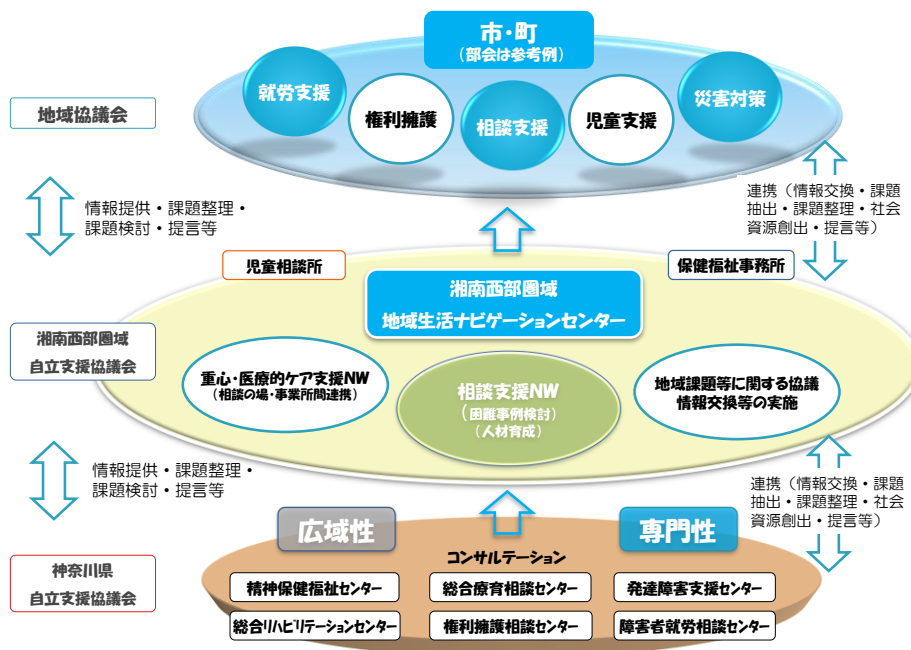 市・町
(部会は参考例)
就労支援
権利擁護
相談支援
児童支援
災害対策
地域協議会
情報提供・課題整理・
課題検討・提言等
連携（情報交換・課題
抽出・課題整理・社会
資源創出・提言等）
児童相談所
保健福祉事務所
湘南西部圏域
地域生活ナビゲーションセンター
湘南西部圏域
自立支援協議会
重心・医療的ケア支援NW
(相談の場・事業所間連携)
相談支援NW
(困難事例検討)
(人材育成)
地域課題等に関する協議
情報交換等の実施
情報提供・課題整理・
課題検討・提言等
連携（情報交換・課題
抽出・課題整理・社会
資源創出・提言等）
広域性
専門性
コンサルテーション
神奈川県
自立支援協議会
精神保健福祉センター
総合療育相談センター
発達障害支援センター
総合リハビリテーションセンター
権利擁護相談センター
障害者就労相談センター